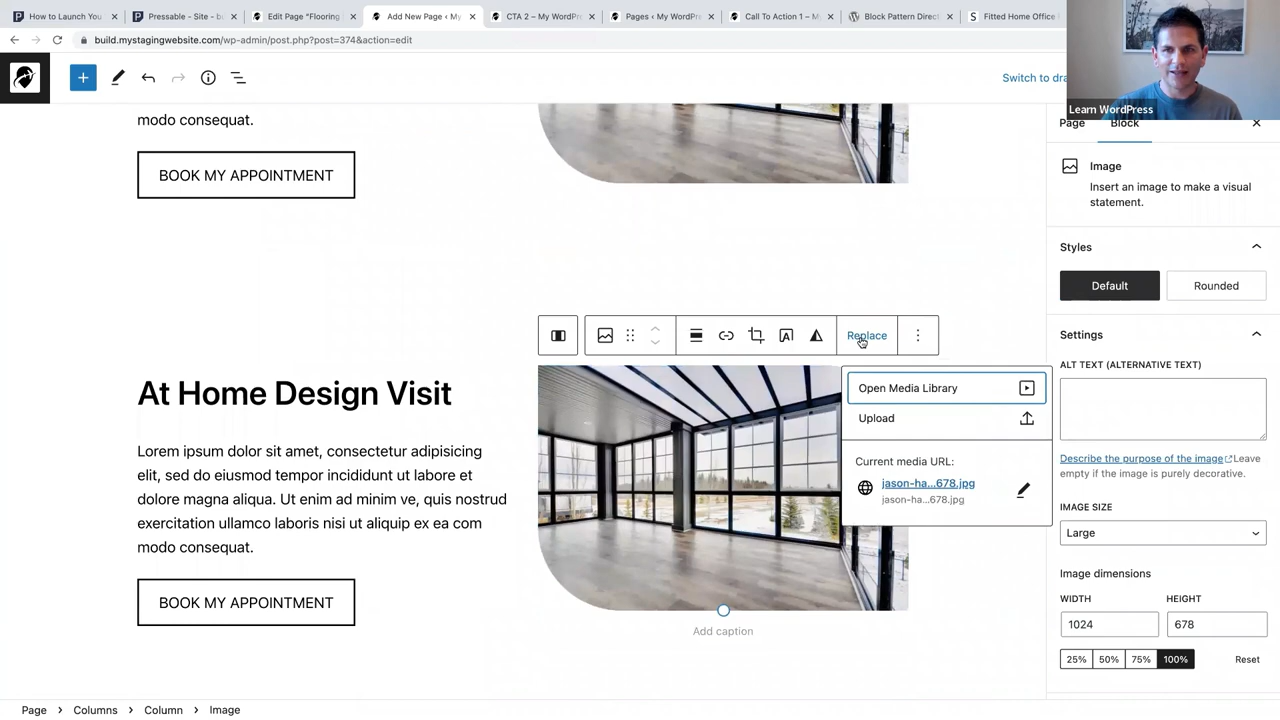 How to Launch You
Pressable - Site - bu
Edit Page "Flooring
Add New Page ‹ My
CTA 2 – My WordPr
Pages ‹ My WordPre
Call To Action 1 – My
Block Pattern Direct
Fitted Home Office
build.mystagingwebsite.com/wp-admin/post.php?post=374&action=edit
Switch to dra
Learn WordPress
Page
Block
modo consequat.
BOOK MY APPOINTMENT
Image
Insert an image to make a visual
statement.
Styles
Default
Rounded
Settings
Replace
ALT TEXT (ALTERNATIVE TEXT)
Open Media Library
Upload
Current media URL:
jason-ha...678.jpg
jason-ha...678.jpg
At Home Design Visit
Lorem ipsum dolor sit amet, consectetur adipisicing
elit, sed do eiusmod tempor incididunt ut labore et
dolore magna aliqua. Ut enim ad minim ve, quis nostrud
exercitation ullamco laboris nisi ut aliquip ex ea com
modo consequat.
Describe the purpose of the image Leave
empty if the image is purely decorative.
IMAGE SIZE
Large
Image dimensions
WIDTH
HEIGHT
1024
678
25%
50%
75%
100%
Reset
BOOK MY APPOINTMENT
Add caption
Page > Columns > Column > Image